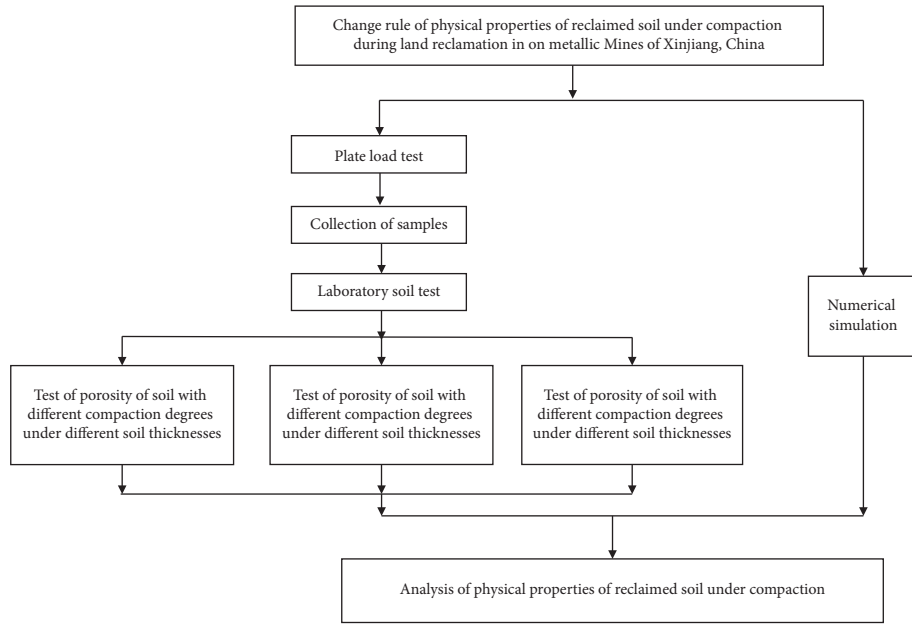 Change rule of physical properties of reclaimed soil under compaction
during land reclamation in on metallic Mines of Xinjiang, China
Plate load test
Collection of samples
Laboratory soil test
Numerical
simulation
Test of porosity of soil with
different compaction degrees
under different soil thicknesses
Test of porosity of soil with
different compaction degrees
under different soil thicknesses
Test of porosity of soil with
different compaction degrees
under different soil thicknesses
Analysis of physical properties of reclaimed soil under compaction